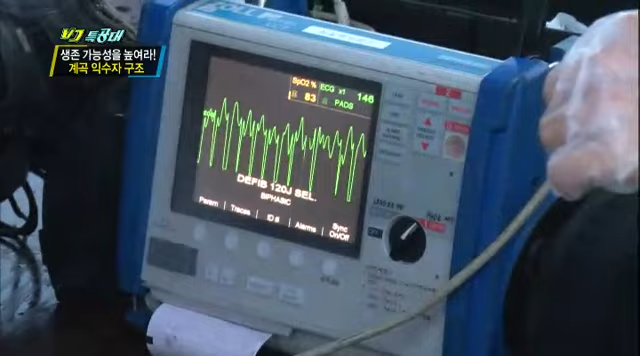 VJ 특공대
생존 가능성을 높여라!
계곡 익수자 구조
SpO2 %
ECG x1 146
83
PADS
DEFIB 120J SEL.
BIPHASIC
Param
Traces
ID #
Alarms
Sync On/Off